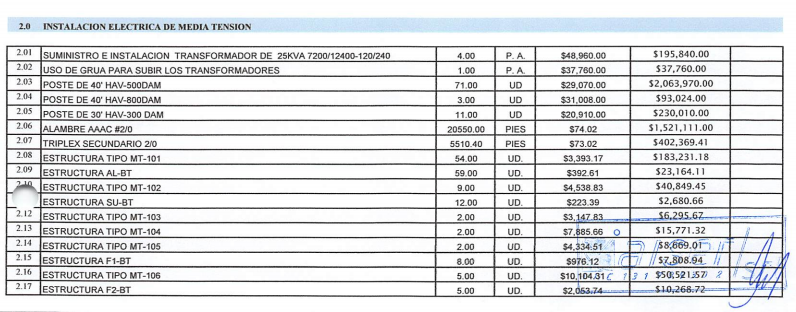 2.0 INSTALACION ELECTRICA DE MEDIA TENSION
2.01 SUMINISTRO E INSTALACION TRANSFORMADOR DE 25KVA 7200/12400-120/240 4.00 P. A. $48,960.00 $195,840.00
2.02 USO DE GRUA PARA SUBIR LOS TRANSFORMADORES 1.00 P. A. $37,760.00 $37,760.00
2.03 POSTE DE 40' HAV-500DAM 71.00 UD $29,070.00 $2,063,970.00
2.04 POSTE DE 40' HAV-800DAM 3.00 UD $31,008.00 $93,024.00
2.05 POSTE DE 30' HAV-300 DAM 11.00 UD $20,910.00 $230,010.00
2.06 ALAMBRE AAAC #2/0 20550.00 PIES $74.02 $1,521,111.00
2.07 TRIPLEX SECUNDARIO 2/0 5510.40 PIES $73.02 $402,369.41
2.08 ESTRUCTURA TIPO MT-101 54.00 UD. $3,393.17 $183,231.18
2.09 ESTRUCTURA AL-BT 59.00 UD. $392.61 $23,164.11
2.10 ESTRUCTURA TIPO MT-102 9.00 UD. $4,538.83 $40,849.45
ESTRUCTURA SU-BT 12.00 UD. $223.39 $2,680.66
2.12 ESTRUCTURA TIPO MT-103 2.00 UD. $3,147.83 $6,295.67
2.13 ESTRUCTURA TIPO MT-104 2.00 UD. $7,885.66 $15,771.32
2.14 ESTRUCTURA TIPO MT-105 2.00 UD. $4,334.51 $8,669.01
2.15 ESTRUCTURA F1-BT 8.00 UD. $976.12 $7,808.94
2.16 ESTRUCTURA TIPO MT-106 5.00 UD. $10,104.31 $50,521.57
2.17 ESTRUCTURA F2-BT 5.00 UD. $2,053.74 $10,268.72